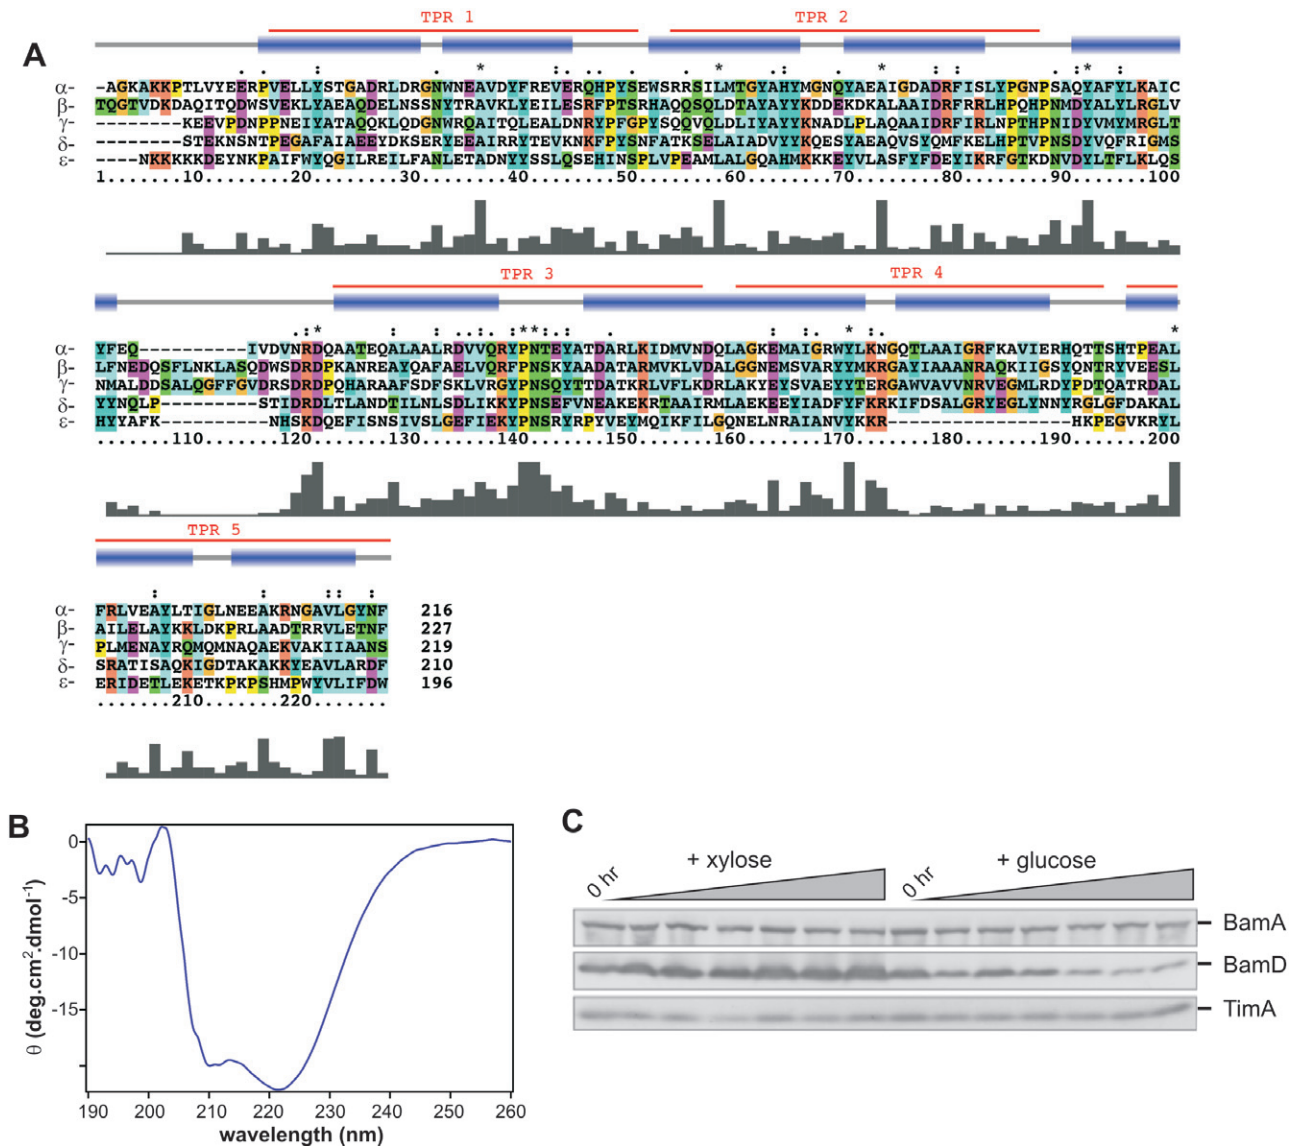 A
TPR 1 TPR 2
. . : . * :. .. . . * .: . * : : . :* .
α- -AGKAKKPTLVYEERPVELLYSTGADRLDRGNWNEAVDYFREVERQHPYSEWSRRSILMTGYAHYMGNQYAEAIGDADRFISLYPGNPSAQYAFYLKAIC
β- TQGTVDKDAQITQDWSVEKLYAEAQDELNSSNYTRAVKLYEILESRFPTSRHAQQSQLDTAYAYYKDDEKDKALAAIDRFRRLHPQHPNMDYALYLRGLV
γ- --------KEEVPDNPPNEIYATAQQKLQDGNWRQAITQLEALDNRYPFGPYSQQVQLDLIYAYYKNADLPLAQAAIDRFIRLNPTHPNIDYVMYMRGLT
δ- --------STEKNSNTPEGAFAIAEEYDKSERYEEAIRRYTEVKNRYPYSNFATKSELAIADVYYKQESYAEAQVSYQMFKELHPTVPNSDYVQFRIGMS
ε- ----NKKKKKDEYNKPAIFWYQGILREILFANLETADNYYSSLQSEHINSPLVPEAMLALGQAHMKKKEYVLASFYFDEYIKRFGTKDNVDYLTFLKLQS
1........10........20........30........40........50........60........70........80........90.......100
TPR 3 TPR 4
. :* : : . .:. :**:. : . : : . * :. *
α- YFEQ----------IVDVNRDQAATEQALAALRDVVQRYPNTEYATDARLKIDMVNDQLAGKEMAIGRWYLKNGQTLAAIGRFKAVIERHQTTSHTPEAL
β- LFNEDQSFLNKLASQDWSDRDPKANREAYQAFAELVQRFPNSKYAADATARMVKLVDALGGNEMSVARYYMKRGAYIAAANRAQKIIGSYQNTRYVEESL
γ- NMALDDSALQGFFGVDRSDRDPQHARAAFSDFSKLVRGYPNSQYTTDATKRLVFLKDRLAKYEYSVAEYYTERGAWVAVVNRVEGMLRDYPDTQATRDAL
δ- YYNQLP---------STIDRDLTLANDTILNLSDLIKKYPNSEFVNEAKEKRTAAIRMLAEKEEYIADFYFKRKIFDSALGRYEGLYNNYRGLGFDAKAL
ε- HYYAFK---------NHSKDQEFISNSIVSLGEFIEKYPNSRYRPYVEYMQIKFILGQNELNRAIANVYKKR-----------------HKPEGVKRYL
.......110.......120.......130.......140.......150.......160.......170.......180.......190.......200
TPR 5
: : :: :
α- FRLVEAYLTIGLNEEAKRNGAVLGYNF 216
β- AILELAYKKLDKPRLAADTRRVLETNF 227
γ- PLMENAYRQMQMNAQAEKVAKIIAANS 219
δ- SRATISAQKIGDTAKAKKYEAVLARDF 210
ε- ERIDETLEKETKPKPSHMPWYVLIFDW 196
.......210.......220.......
B
0
-5
-10
-15
θ (deg.cm2.dmol-1)
190 200 210 220 230 240 250 260
wavelength (nm)
C
0 hr + xylose 0 hr + glucose
BamA
BamD
TimA